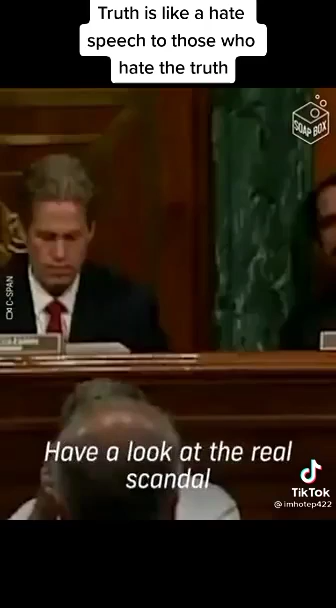 Truth is like a hate
speech to those who
hate the truth
SOAP BOX
C-SPAN
Have a look at the real
scandal
TikTok
@imhotep422